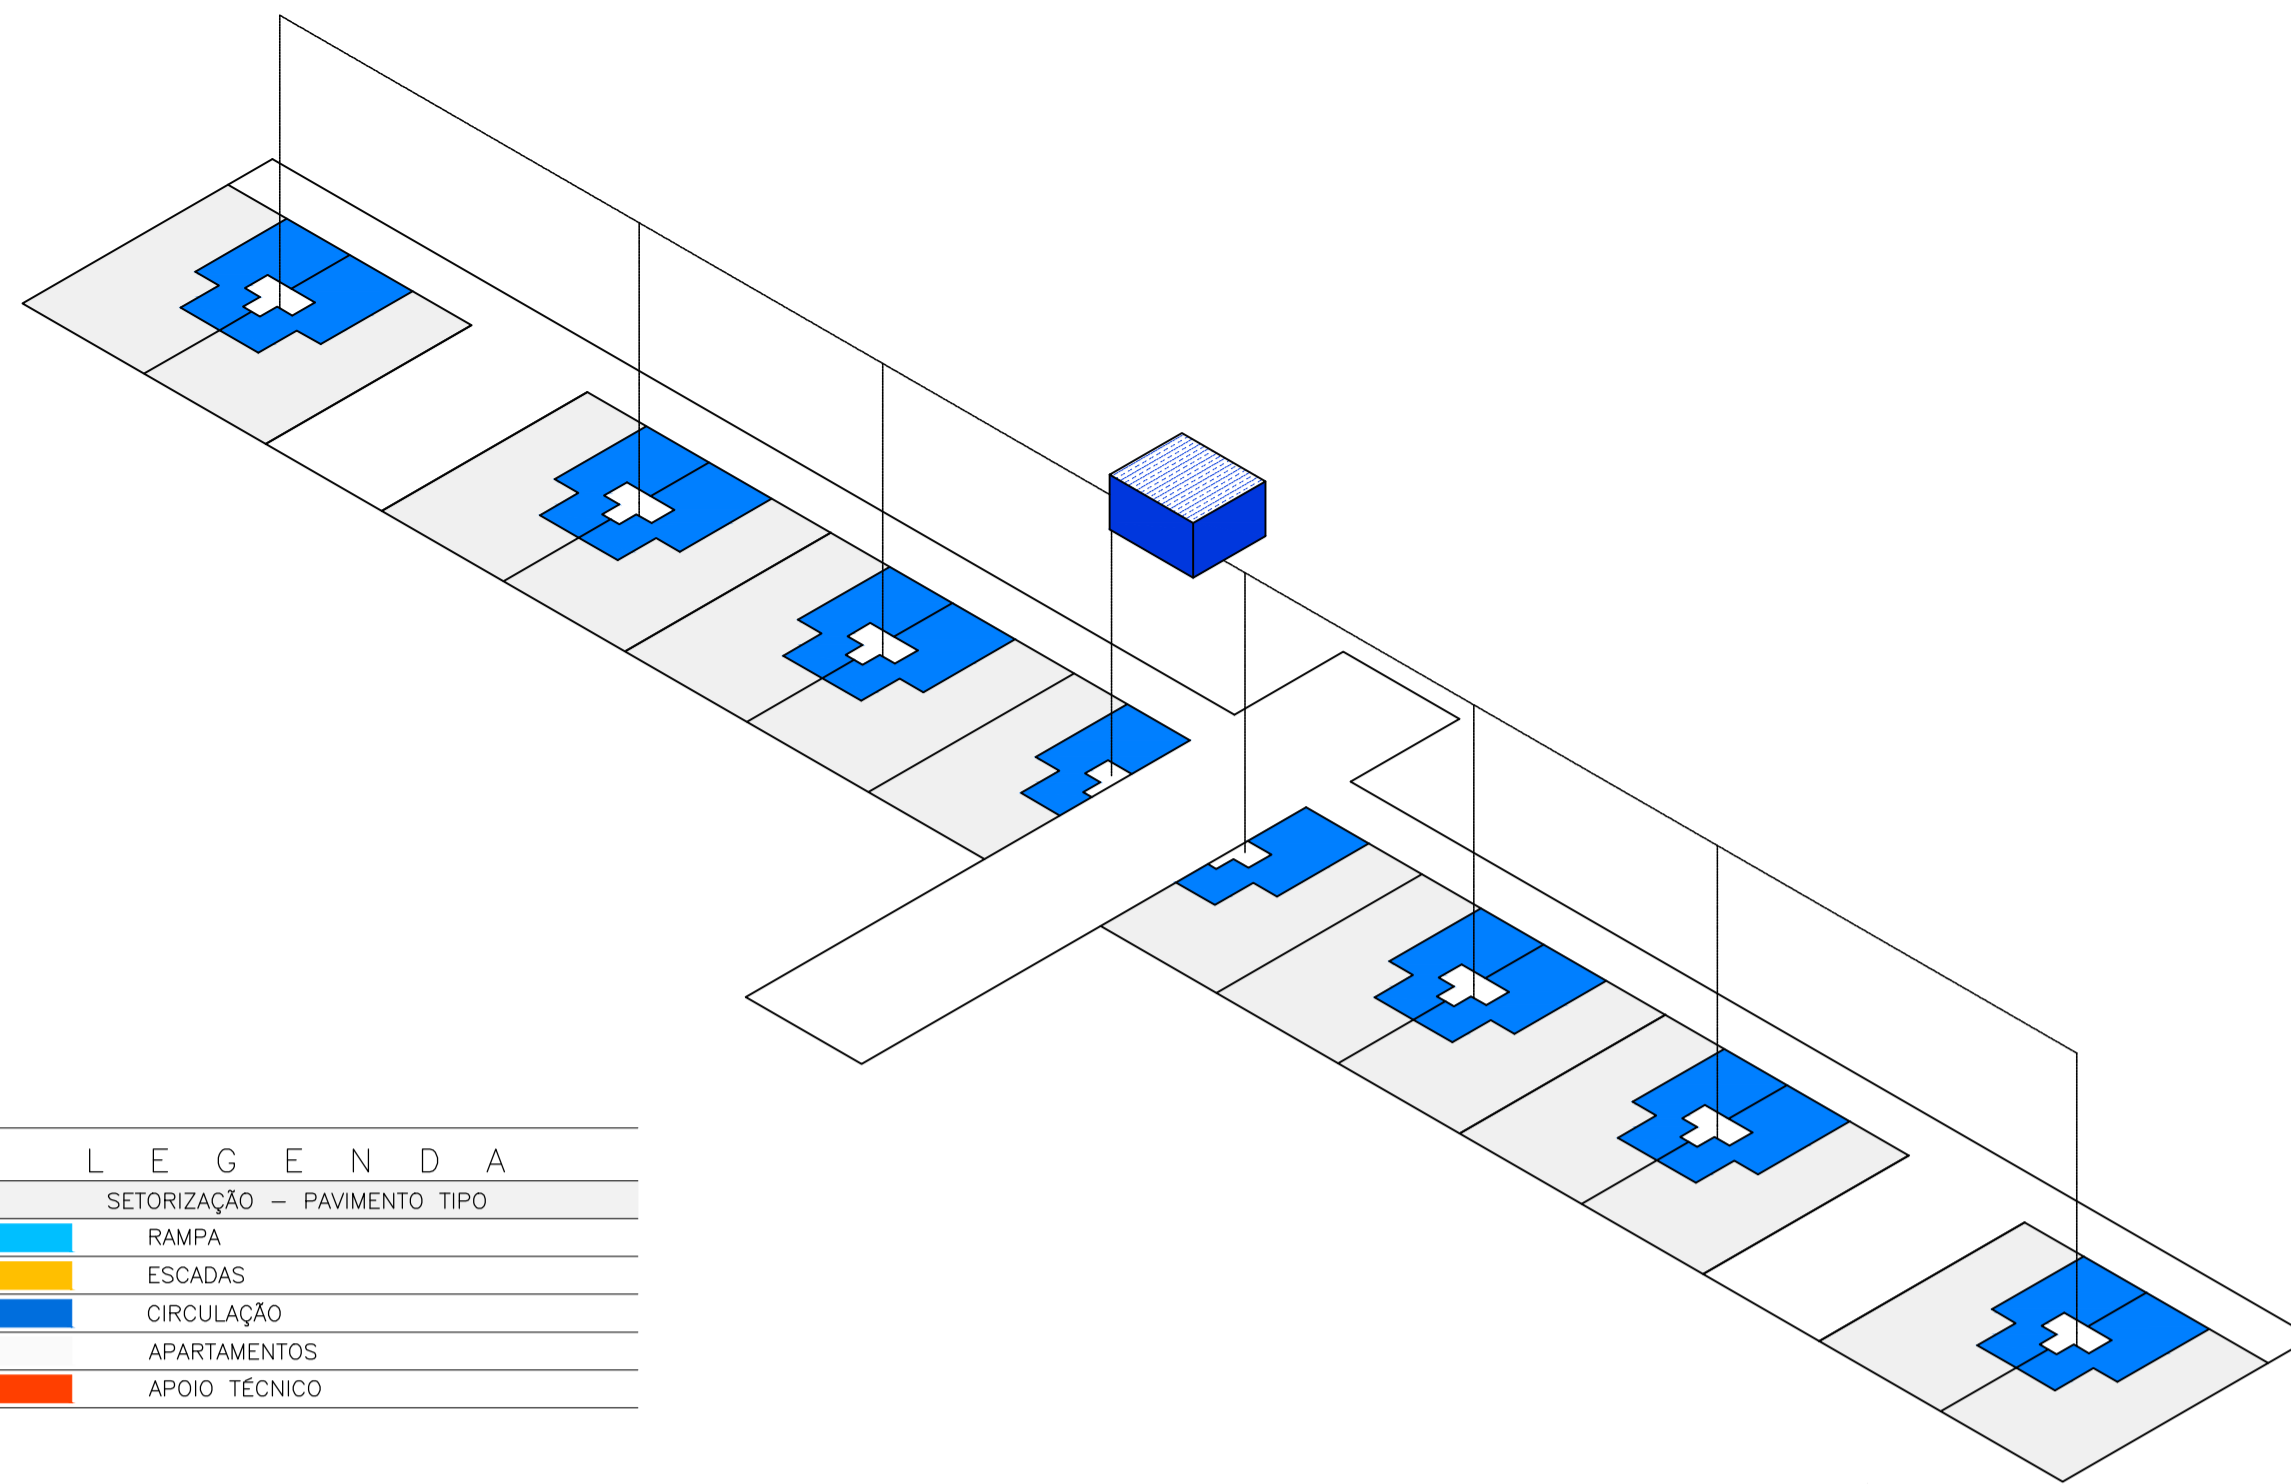 L E G E N D A
SETORIZAÇÃO – PAVIMENTO TIPO
RAMPA
ESCADAS
CIRCULAÇÃO
APARTAMENTOS
APOIO TÉCNICO